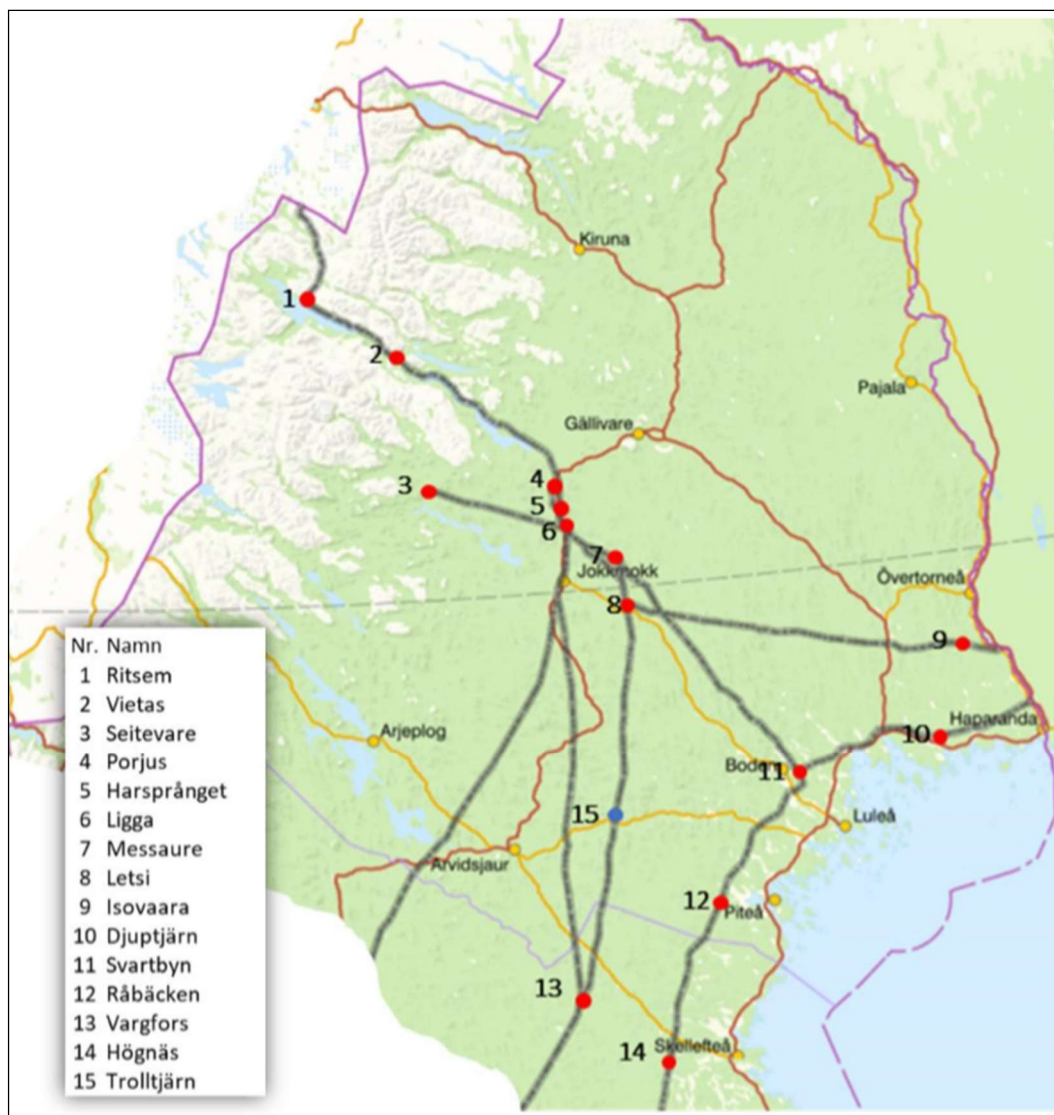 Kiruna
1
2
Pajala
Gällivare
3
4
5
6
7
Jokkmokk
Övertorneå
8
9
Nr. Namn
1 Ritsem
2 Vietas
3 Seitevare
4 Porjus
5 Harsprånget
6 Ligga
7 Messaure
8 Letsi
9 Isovaara
10 Djuptjärn
11 Svartbyn
12 Råbäcken
13 Vargfors
14 Högnäs
15 Trolltjärn
Arjeplog
10
Haparanda
11
15
Luleå
Arvidsjaur
12
Piteå
13
14
Skellefteå